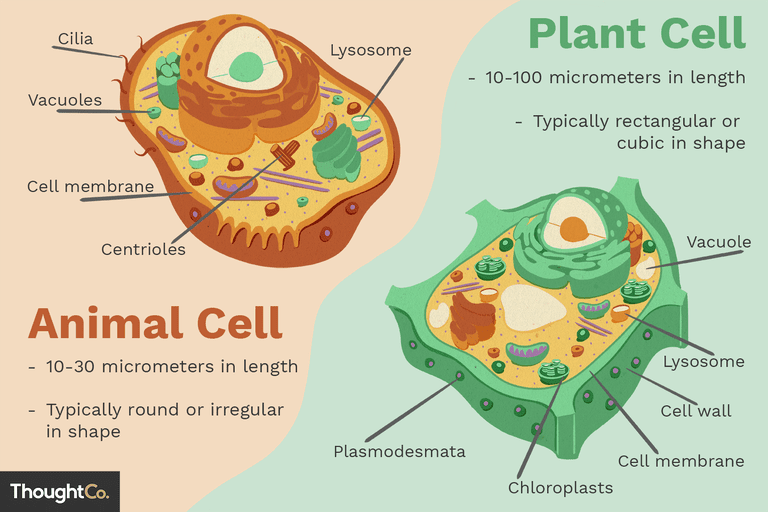 Cilia
Vacuoles
Cell membrane
Centrioles
Lysosome
Animal Cell
- 10-30 micrometers in length
- Typically round or irregular
in shape
Plant Cell
- 10-100 micrometers in length
- Typically rectangular or
cubic in shape
Vacuole
Lysosome
Cell wall
Cell membrane
Chloroplasts
Plasmodesmata
ThoughtCo.